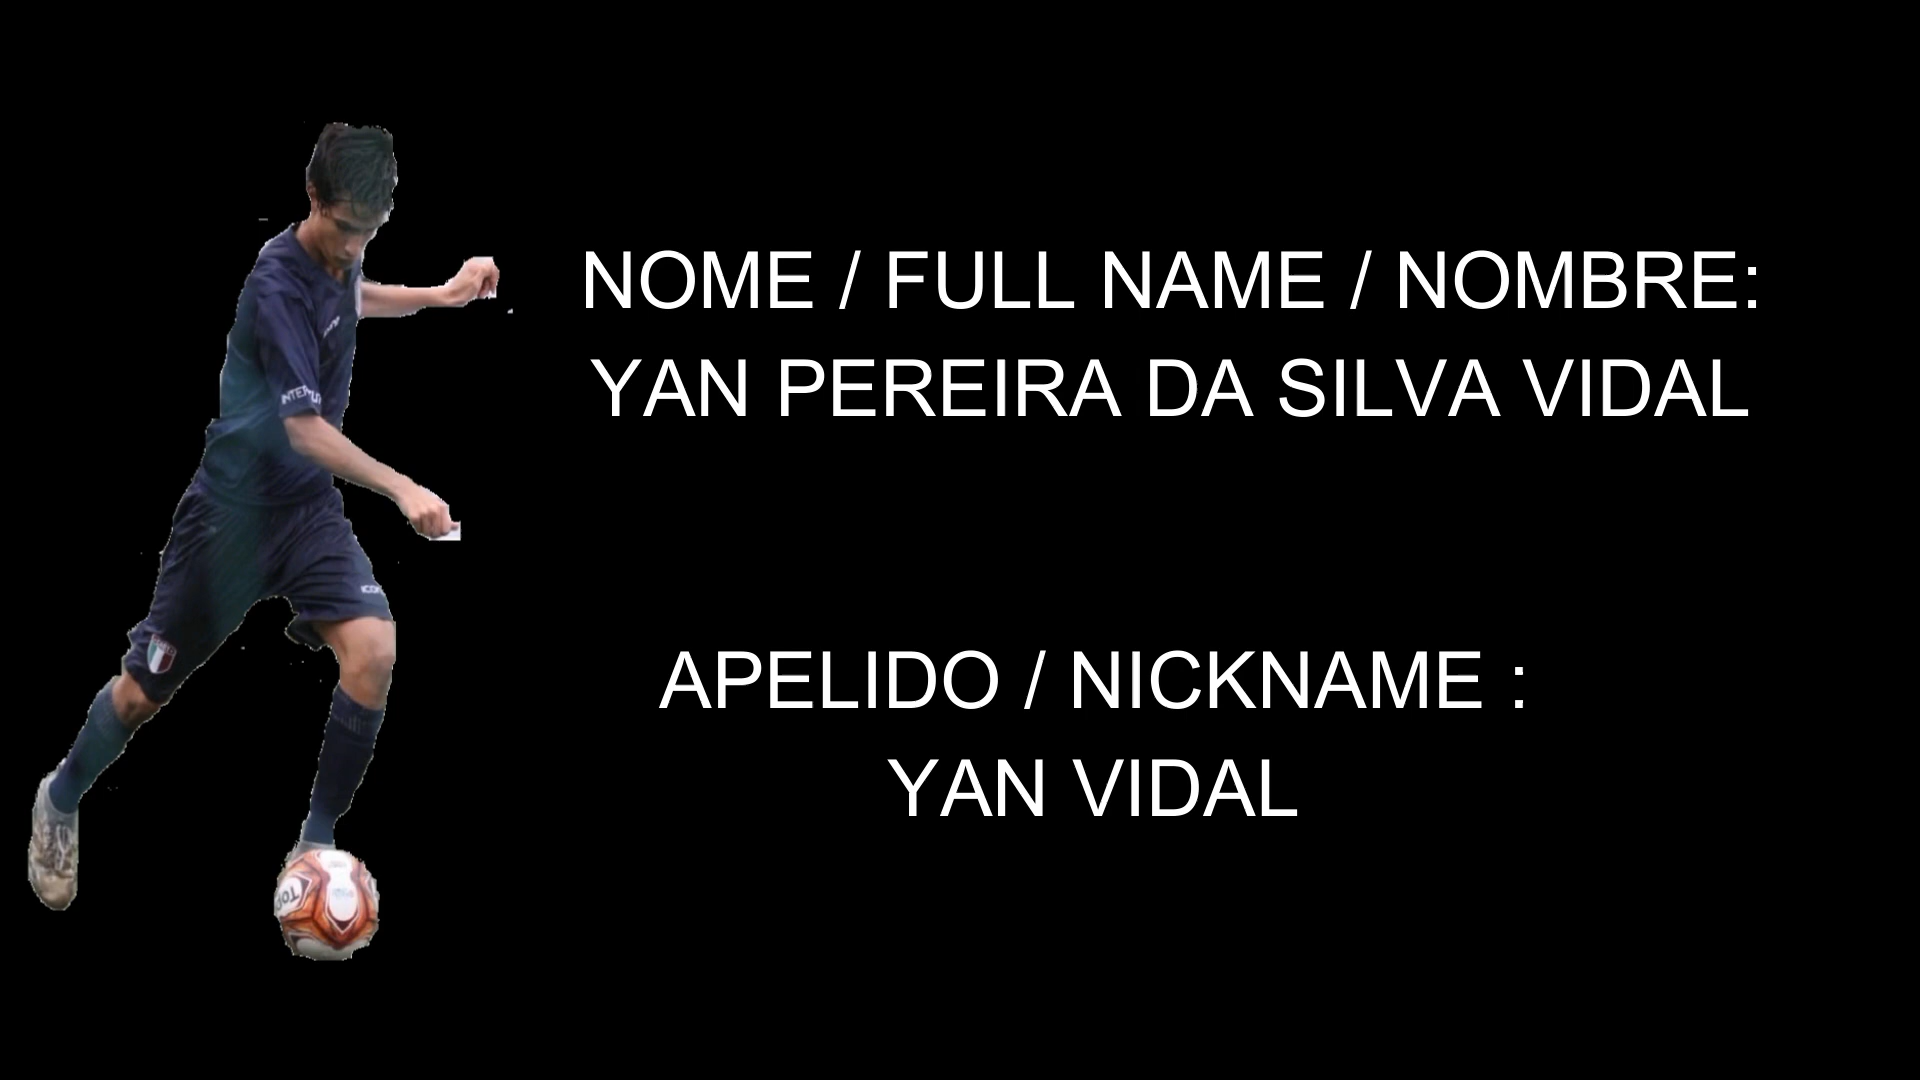 NOME / FULL NAME / NOMBRE:
YAN PEREIRA DA SILVA VIDAL
APELIDO / NICKNAME :
YAN VIDAL